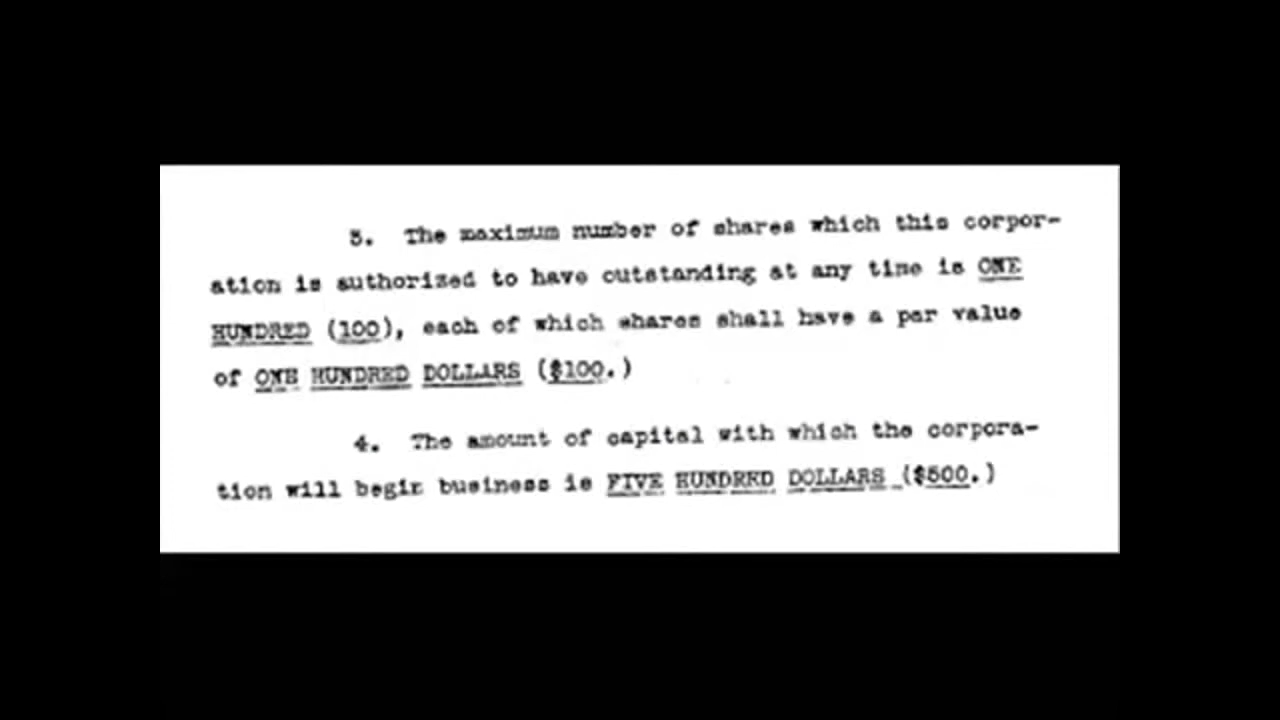 3. The maximum number of shares which this corpor-
ation is authorized to have outstanding at any time is ONE
HUNDRED (100), each of which shares shall have a par value
of ONE HUNDRED DOLLARS ($100.)
4. The amount of capital with which the corpora-
tion will begin business is FIVE HUNDRED DOLLARS ($500.)